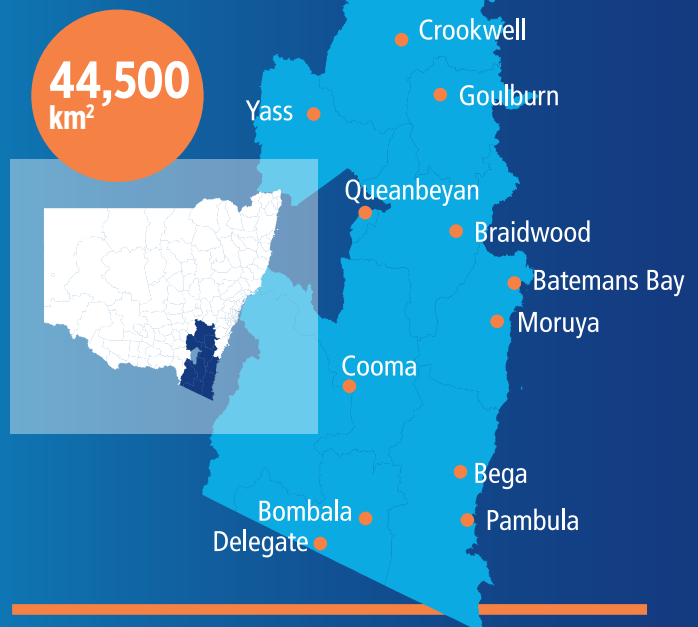 44,500
km²
Crookwell
Goulburn
Yass
Queanbeyan
Braidwood
Batemans Bay
Moruya
Cooma
Bega
Bombala
Pambula
Delegate